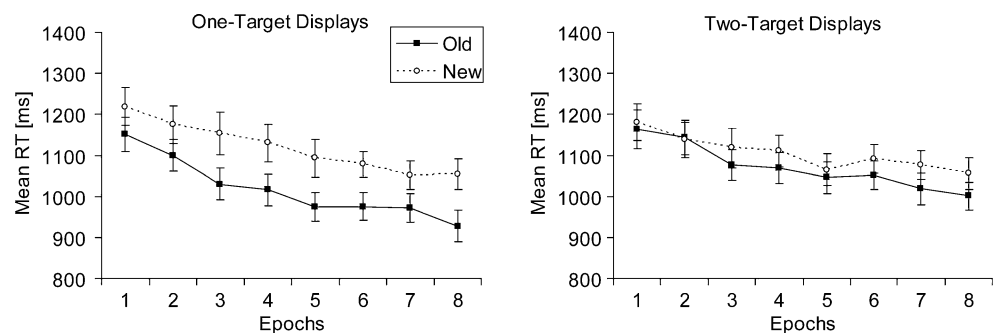 One-Target Displays
Mean RT [ms]
1400
1300
1200
1100
1000
900
800
Old
New
1 2 3 4 5 6 7 8
Epochs
Two-Target Displays
Mean RT [ms]
1400
1300
1200
1100
1000
900
800
1 2 3 4 5 6 7 8
Epochs